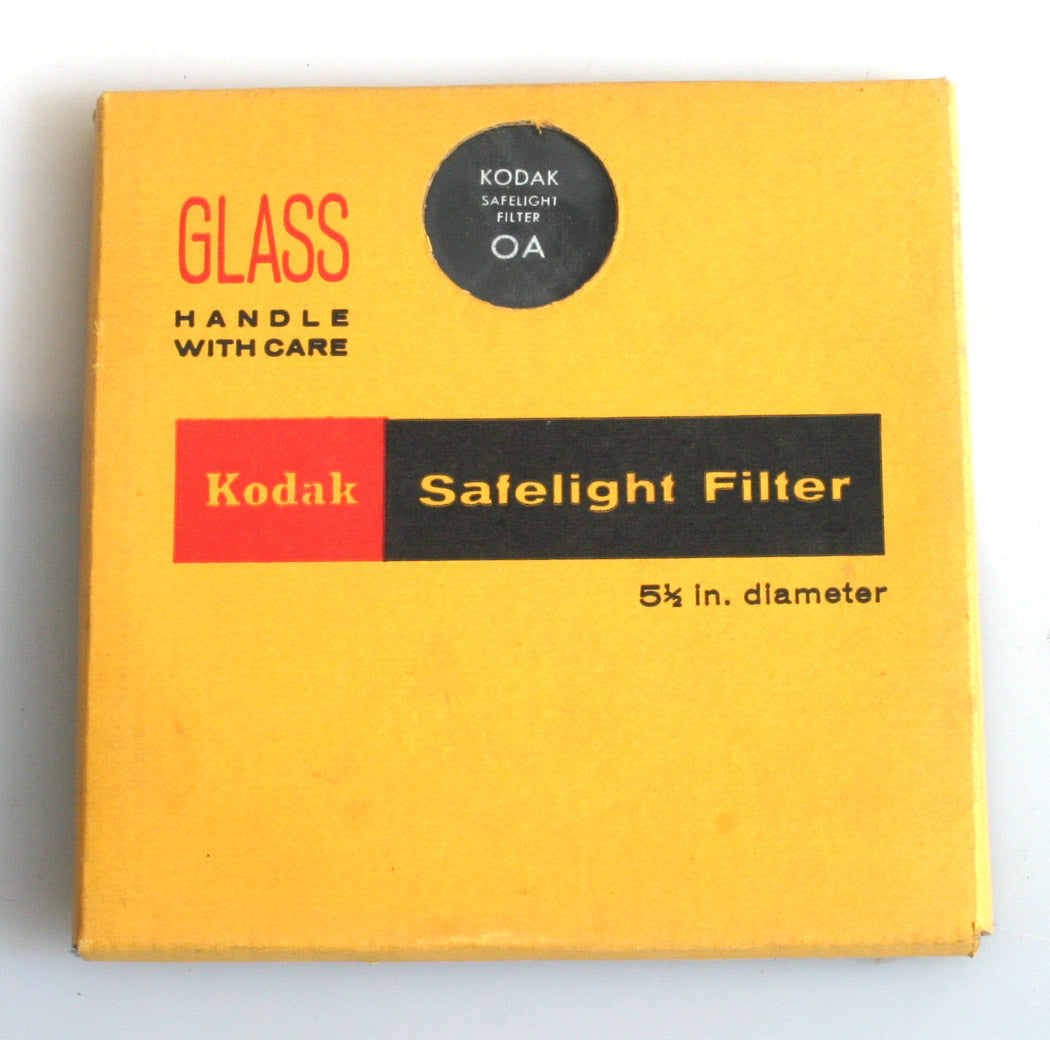 KODAK
SAFELIGHT
FILTER
OA
GLASS
HANDLE
WITH CARE
Kodak Safelight Filter
5½ in. diameter